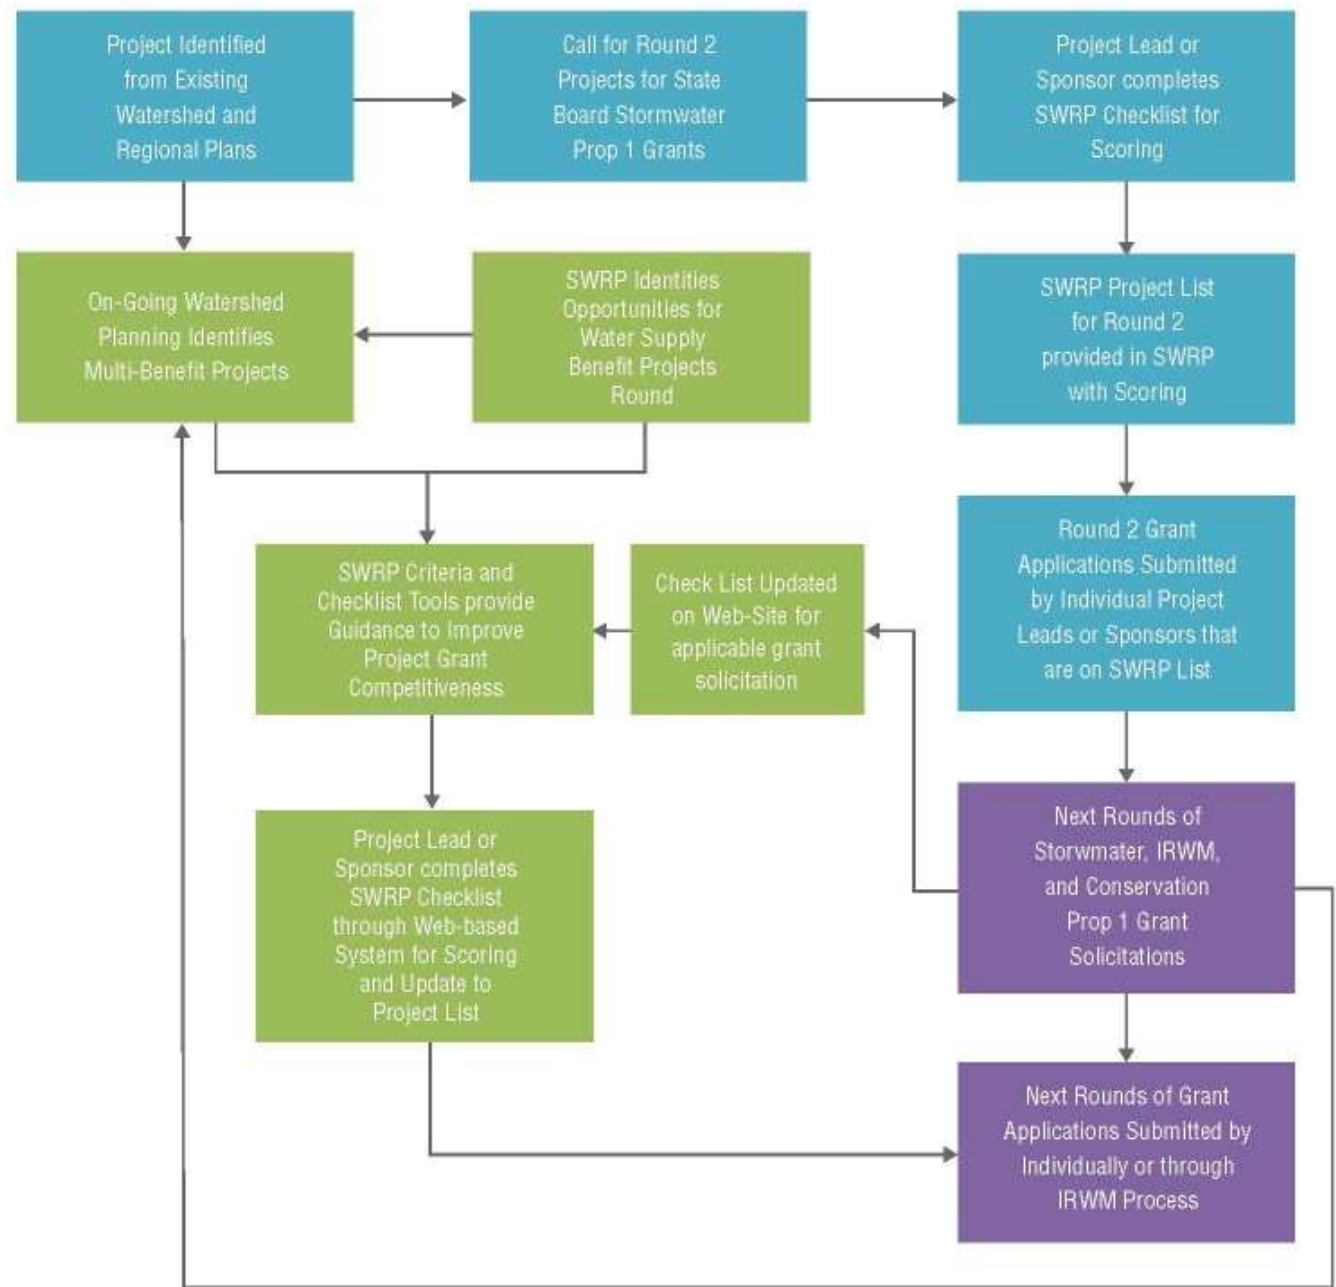 Project Identified
from Existing
Watershed and
Regional Plans
Call for Round 2
Projects for State
Board Stormwater
Prop 1 Grants
Project Lead or
Sponsor completes
SWRP Checklist for
Scoring
On-Going Watershed
Planning Identifies
Multi-Benefit Projects
SWRP Identities
Opportunities for
Water Supply
Benefit Projects
Round
SWRP Project List
for Round 2
provided in SWRP
with Scoring
SWRP Criteria and
Checklist Tools provide
Guidance to Improve
Project Grant
Competitiveness
Check List Updated
on Web-Site for
applicable grant
solicitation
Round 2 Grant
Applications Submitted
by Individual Project
Leads or Sponsors that
are on SWRP List
Project Lead or
Sponsor completes
SWRP Checklist
through Web-based
System for Scoring
and Update to
Project List
Next Rounds of
Storwmater, IRWM,
and Conservation
Prop 1 Grant
Solicitations
Next Rounds of Grant
Applications Submitted by
Individually or through
IRWM Process